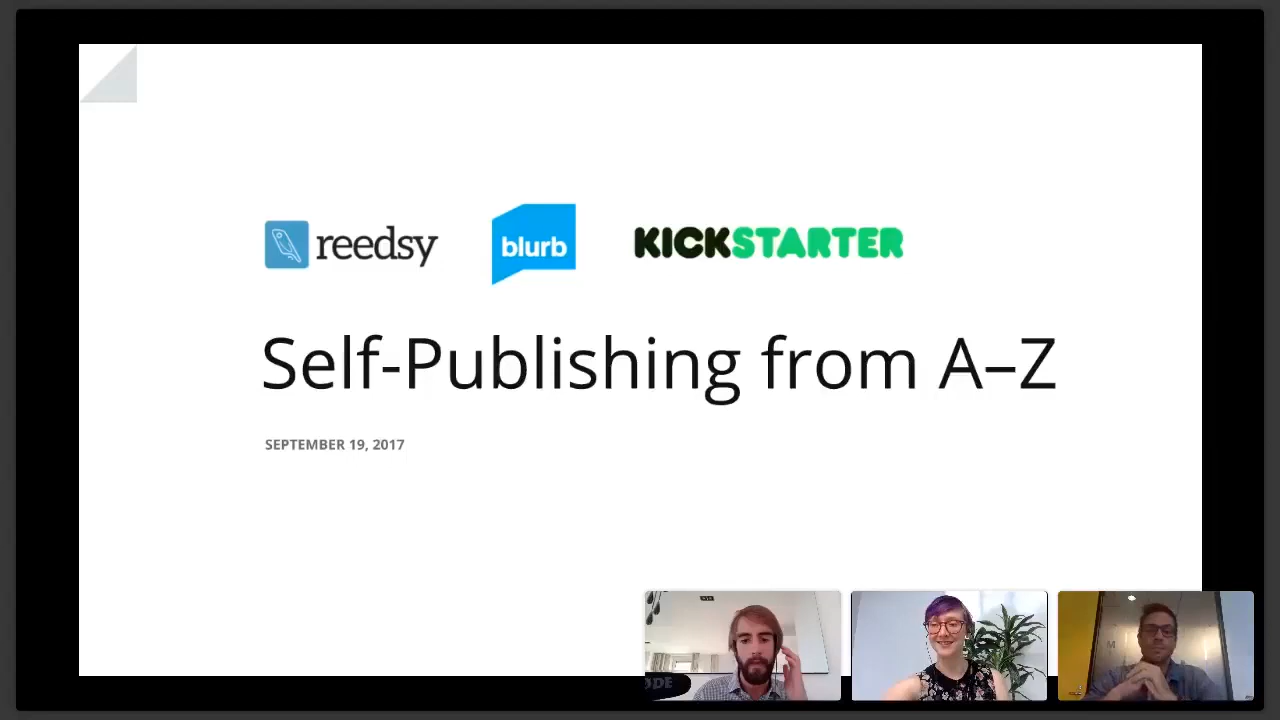 reedsy
blurb
KICKSTARTER
Self-Publishing from A–Z
SEPTEMBER 19, 2017